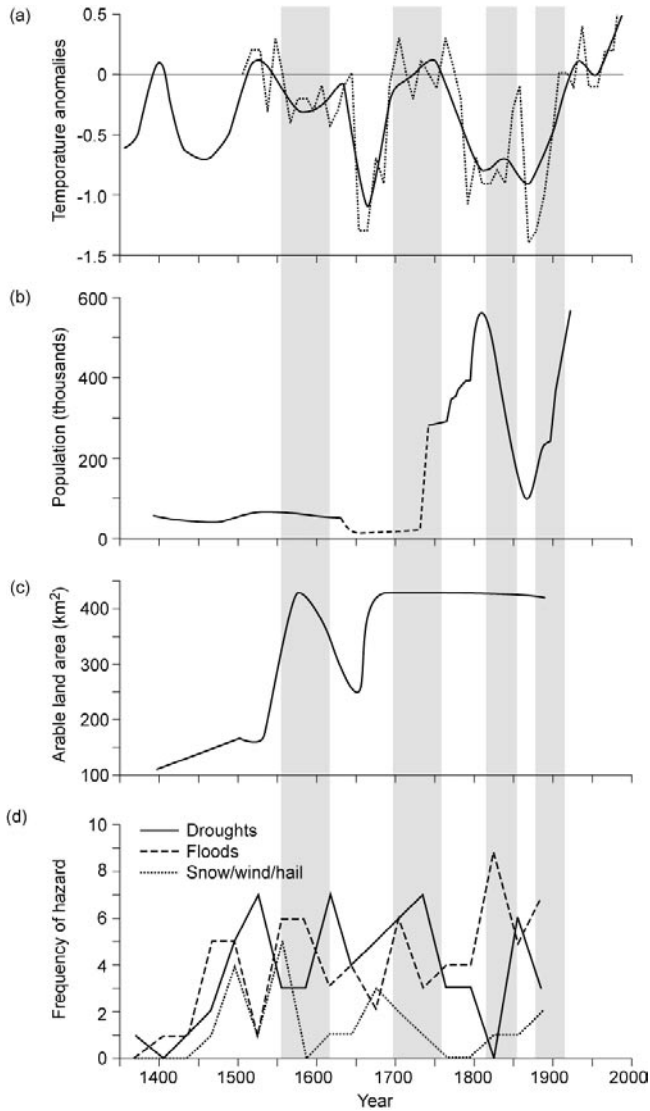 (a)
Temporature anomalies
0.5
0
-0.5
-1.0
-1.5
(b)
Population (thousands)
600
400
200
100
0
(c)
Arable land area (km²)
400
300
200
100
(d)
Frequency of hazard
10
8
6
4
2
0
Droughts
Floods
Snow/wind/hail
1400 1500 1600 1700 1800 1900 2000
Year